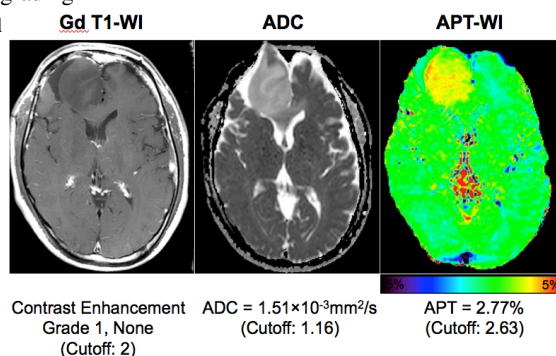 Gd T1-WI
ADC
APT-WI
5%
5%
Contrast Enhancement
Grade 1, None
(Cutoff: 2)
ADC = 1.51×10-3mm2/s
(Cutoff: 1.16)
APT = 2.77%
(Cutoff: 2.63)